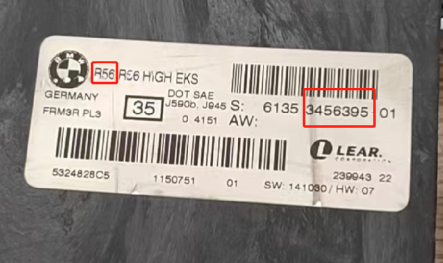 BMW
R56 R56 HIGH EKS
GERMANY
FRM3R PL3
35
DOT SAE
J590b, J945
0.4151
S: 6135 3456395 01
AW:
LEAR.
CORPORATION
5324828C5
1150751
01
239943 22
SW: 141030 / HW: 07